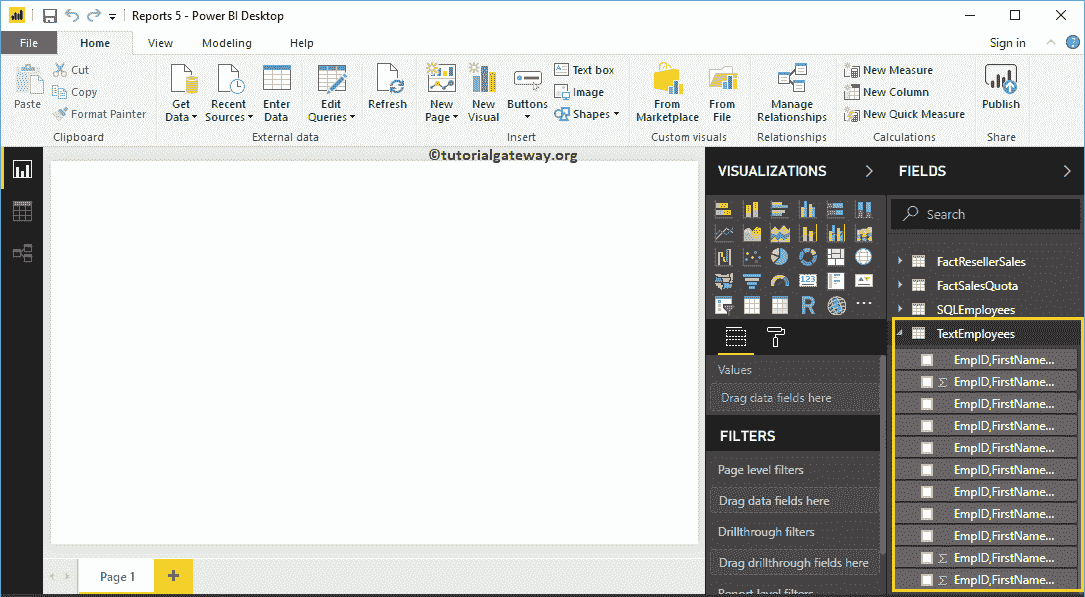 Reports 5 - Power BI Desktop
File Home View Modeling Help Sign in
Paste
Cut
Copy
Format Painter
Clipboard
Get Data
Recent Sources
Enter Data
Edit Queries
External data
Refresh
New Page
New Visual
Buttons
Text box
Image
Shapes
Insert
From Marketplace
From File
Custom visuals
Manage Relationships
Relationships
New Measure
New Column
New Quick Measure
Calculations
Publish
Share
©tutorialgateway.org
VISUALIZATIONS
123
R
Values
Drag data fields here
FILTERS
Page level filters
Drag data fields here
Drillthrough filters
Drag drillthrough fields here
Report level filters
FIELDS
Search
FactResellerSales
FactSalesQuota
SQLEmployees
TextEmployees
EmpID,FirstName...
Σ EmpID,FirstName...
EmpID,FirstName...
EmpID,FirstName...
EmpID,FirstName...
EmpID,FirstName...
EmpID,FirstName...
EmpID,FirstName...
EmpID,FirstName...
Σ EmpID,FirstName...
Σ EmpID,FirstName...
Page 1